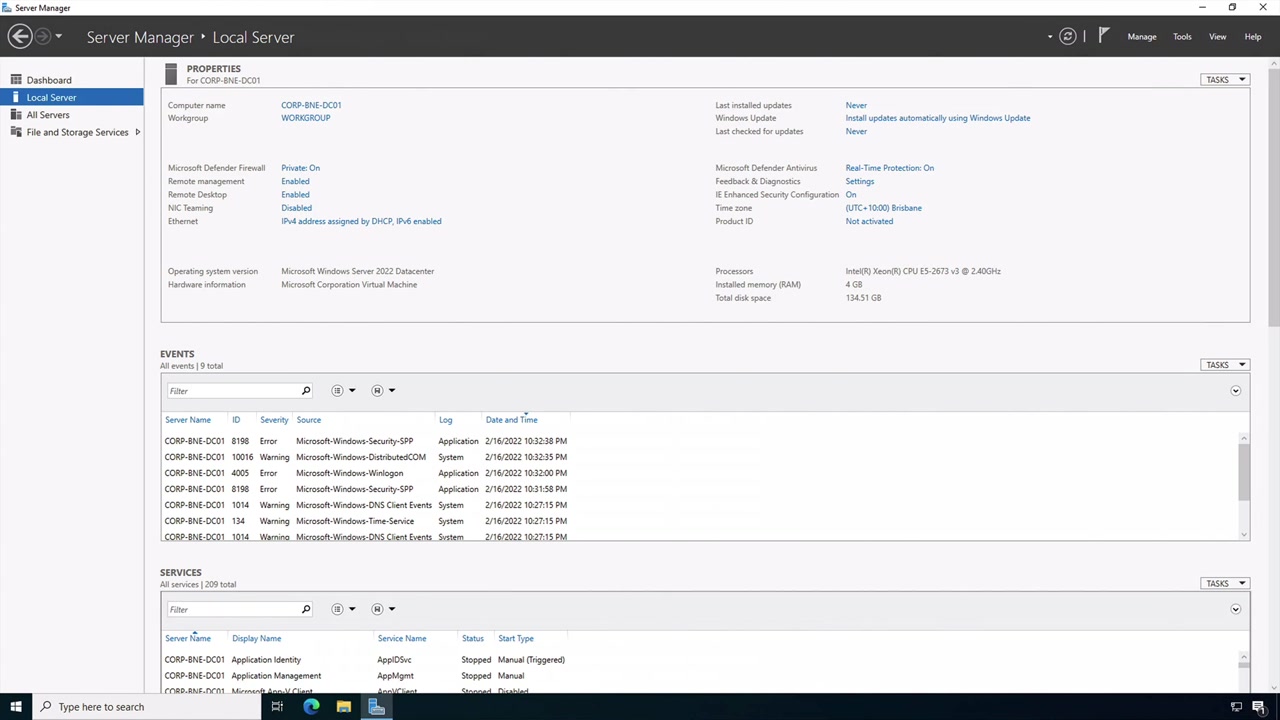 Server Manager
Server Manager • Local Server
Manage Tools View Help
Dashboard
Local Server
All Servers
File and Storage Services
PROPERTIES
For CORP-BNE-DC01
TASKS
Computer name CORP-BNE-DC01 Last installed updates Never
Workgroup WORKGROUP Windows Update Install updates automatically using Windows Update
Last checked for updates Never
Microsoft Defender Firewall Private: On Microsoft Defender Antivirus Real-Time Protection: On
Remote management Enabled Feedback & Diagnostics Settings
Remote Desktop Enabled IE Enhanced Security Configuration On
NIC Teaming Disabled Time zone (UTC+10:00) Brisbane
Ethernet IPv4 address assigned by DHCP, IPv6 enabled Product ID Not activated
Operating system version Microsoft Windows Server 2022 Datacenter Processors Intel(R) Xeon(R) CPU E5-2673 v3 @ 2.40GHz
Hardware information Microsoft Corporation Virtual Machine Installed memory (RAM) 4 GB
Total disk space 134.51 GB
EVENTS
All events | 9 total
TASKS
Filter
Server Name ID Severity Source Log Date and Time
CORP-BNE-DC01 8198 Error Microsoft-Windows-Security-SPP Application 2/16/2022 10:32:38 PM
CORP-BNE-DC01 10016 Warning Microsoft-Windows-DistributedCOM System 2/16/2022 10:32:35 PM
CORP-BNE-DC01 4005 Error Microsoft-Windows-Winlogon Application 2/16/2022 10:32:00 PM
CORP-BNE-DC01 8198 Error Microsoft-Windows-Security-SPP Application 2/16/2022 10:31:58 PM
CORP-BNE-DC01 1014 Warning Microsoft-Windows-DNS Client Events System 2/16/2022 10:27:15 PM
CORP-BNE-DC01 134 Warning Microsoft-Windows-Time-Service System 2/16/2022 10:27:15 PM
CORP-BNE-DC01 1014 Warning Microsoft-Windows-DNS Client Events System 2/16/2022 10:27:15 PM
SERVICES
All services | 209 total
TASKS
Filter
Server Name Display Name Service Name Status Start Type
CORP-BNE-DC01 Application Identity AppIDSvc Stopped Manual (Triggered)
CORP-BNE-DC01 Application Management AppMgmt Stopped Manual
CORP-BNE-DC01 Microsoft App-V Client AppVClient Stopped Disabled
Type here to search
1